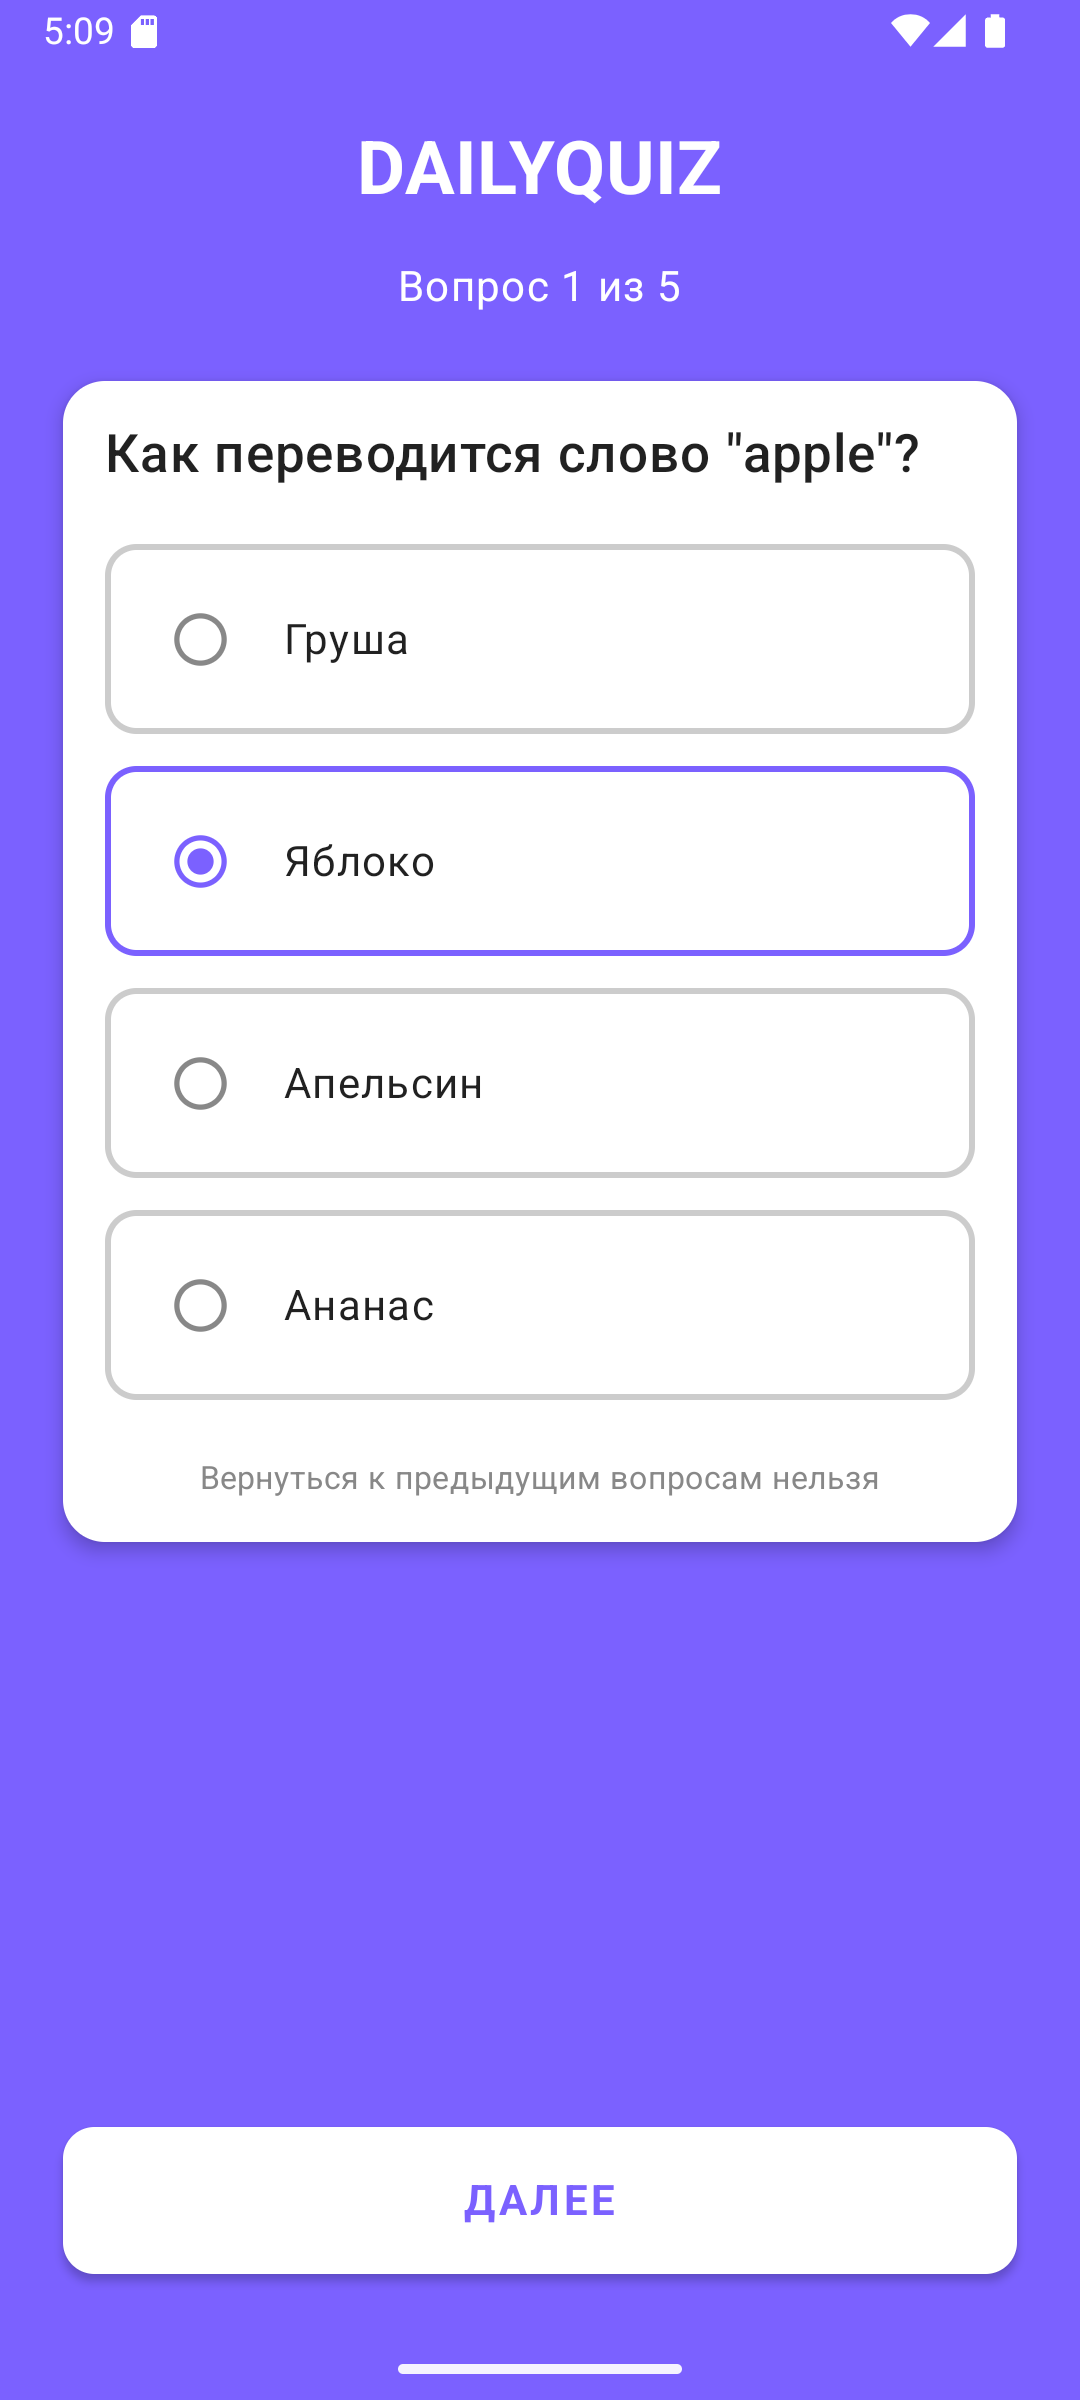 5:09
DAILYQUIZ
Вопрос 1 из 5
Как переводится слово "apple"?
Груша
Яблоко
Апельсин
Ананас
Вернуться к предыдущим вопросам нельзя
ДАЛЕЕ